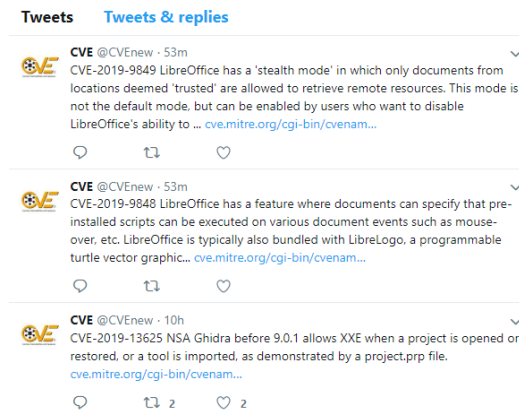 Tweets Tweets & replies
CVE @CVEnew · 53m
CVE-2019-9849 LibreOffice has a 'stealth mode' in which only documents from
locations deemed 'trusted' are allowed to retrieve remote resources. This mode is
not the default mode, but can be enabled by users who want to disable
LibreOffice's ability to ... cve.mitre.org/cgi-bin/cvenam...
CVE @CVEnew · 53m
CVE-2019-9848 LibreOffice has a feature where documents can specify that pre-
installed scripts can be executed on various document events such as mouse-
over, etc. LibreOffice is typically also bundled with LibreLogo, a programmable
turtle vector graphic... cve.mitre.org/cgi-bin/cvenam...
CVE @CVEnew · 10h
CVE-2019-13625 NSA Ghidra before 9.0.1 allows XXE when a project is opened or
restored, or a tool is imported, as demonstrated by a project.prp file.
cve.mitre.org/cgi-bin/cvenam...
2 2